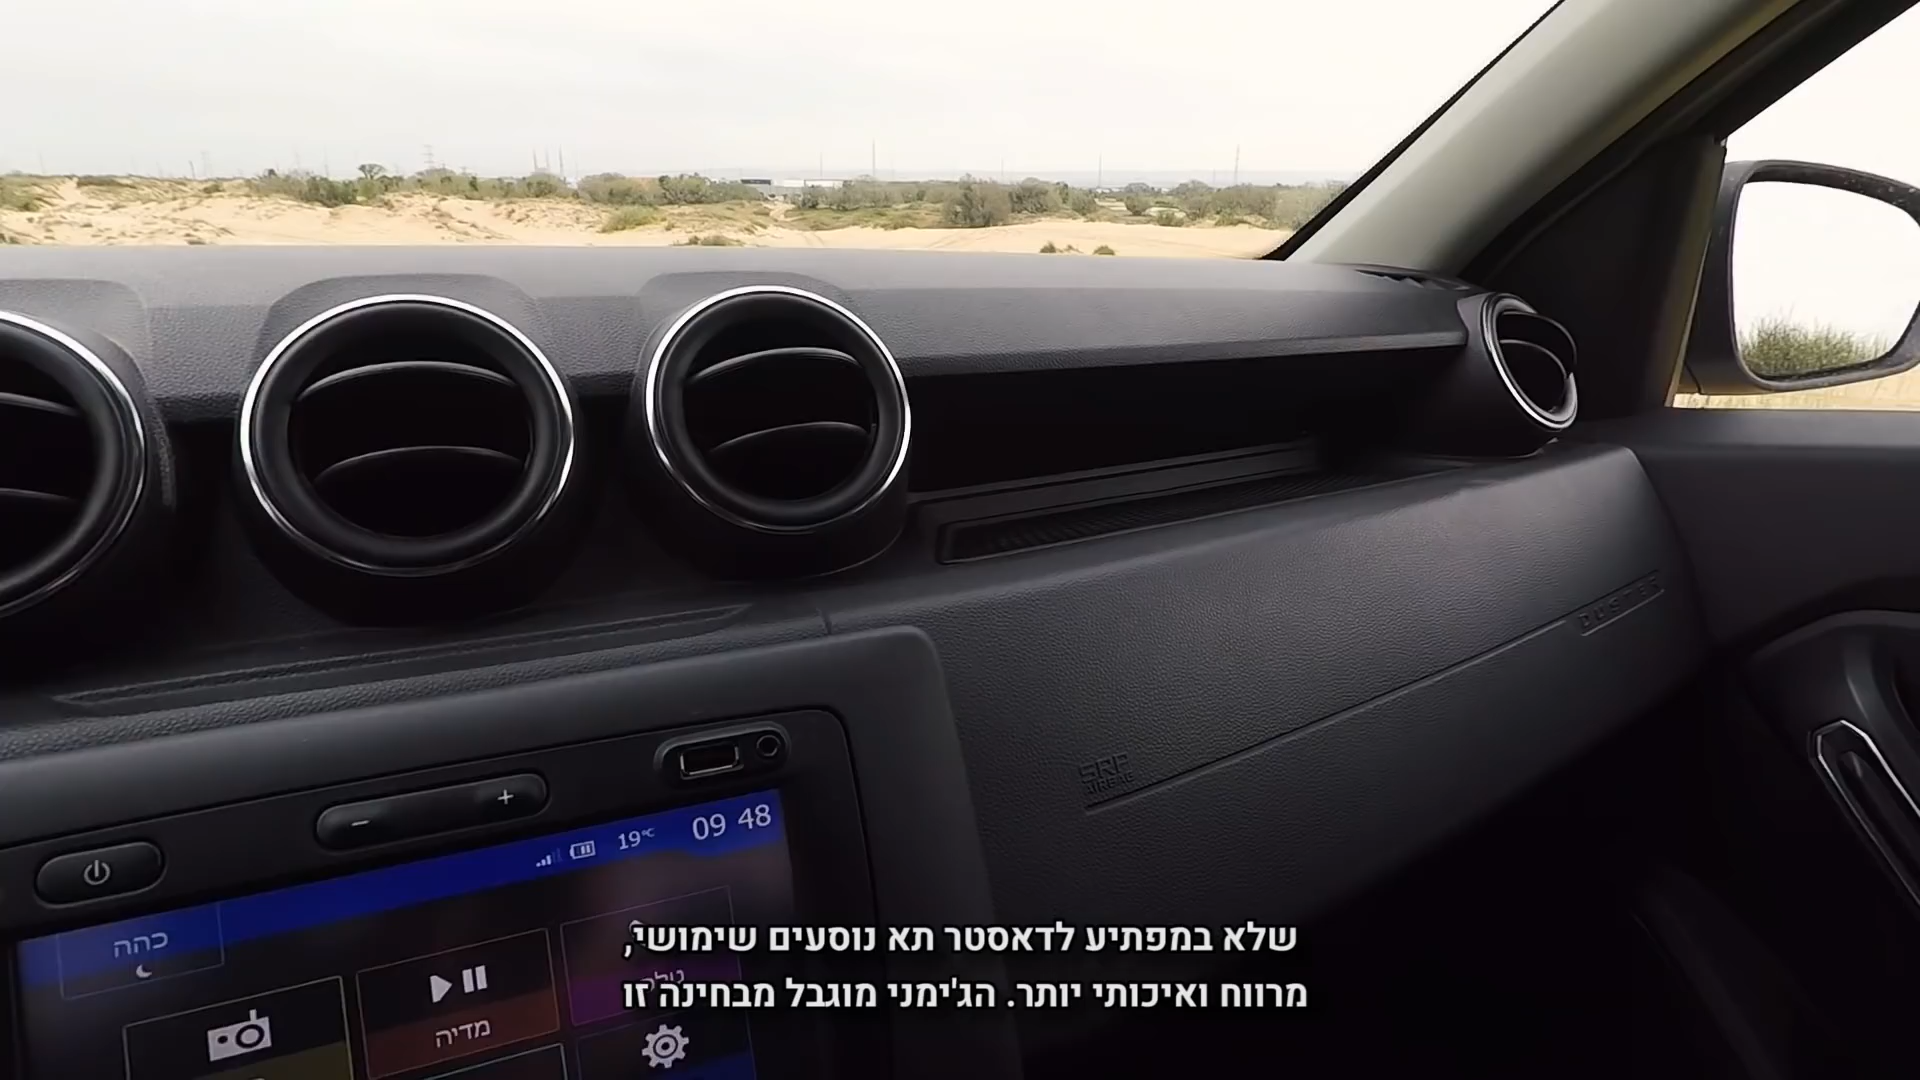 DUSTER
SRP
AIRBAG
19°C
09 48
כהה
מדיה
שלא במפתיע לדאסטר תא נוסעים שימושי,
מרווח ואיכותי יותר. הג'ימני מוגבל מבחינה זו